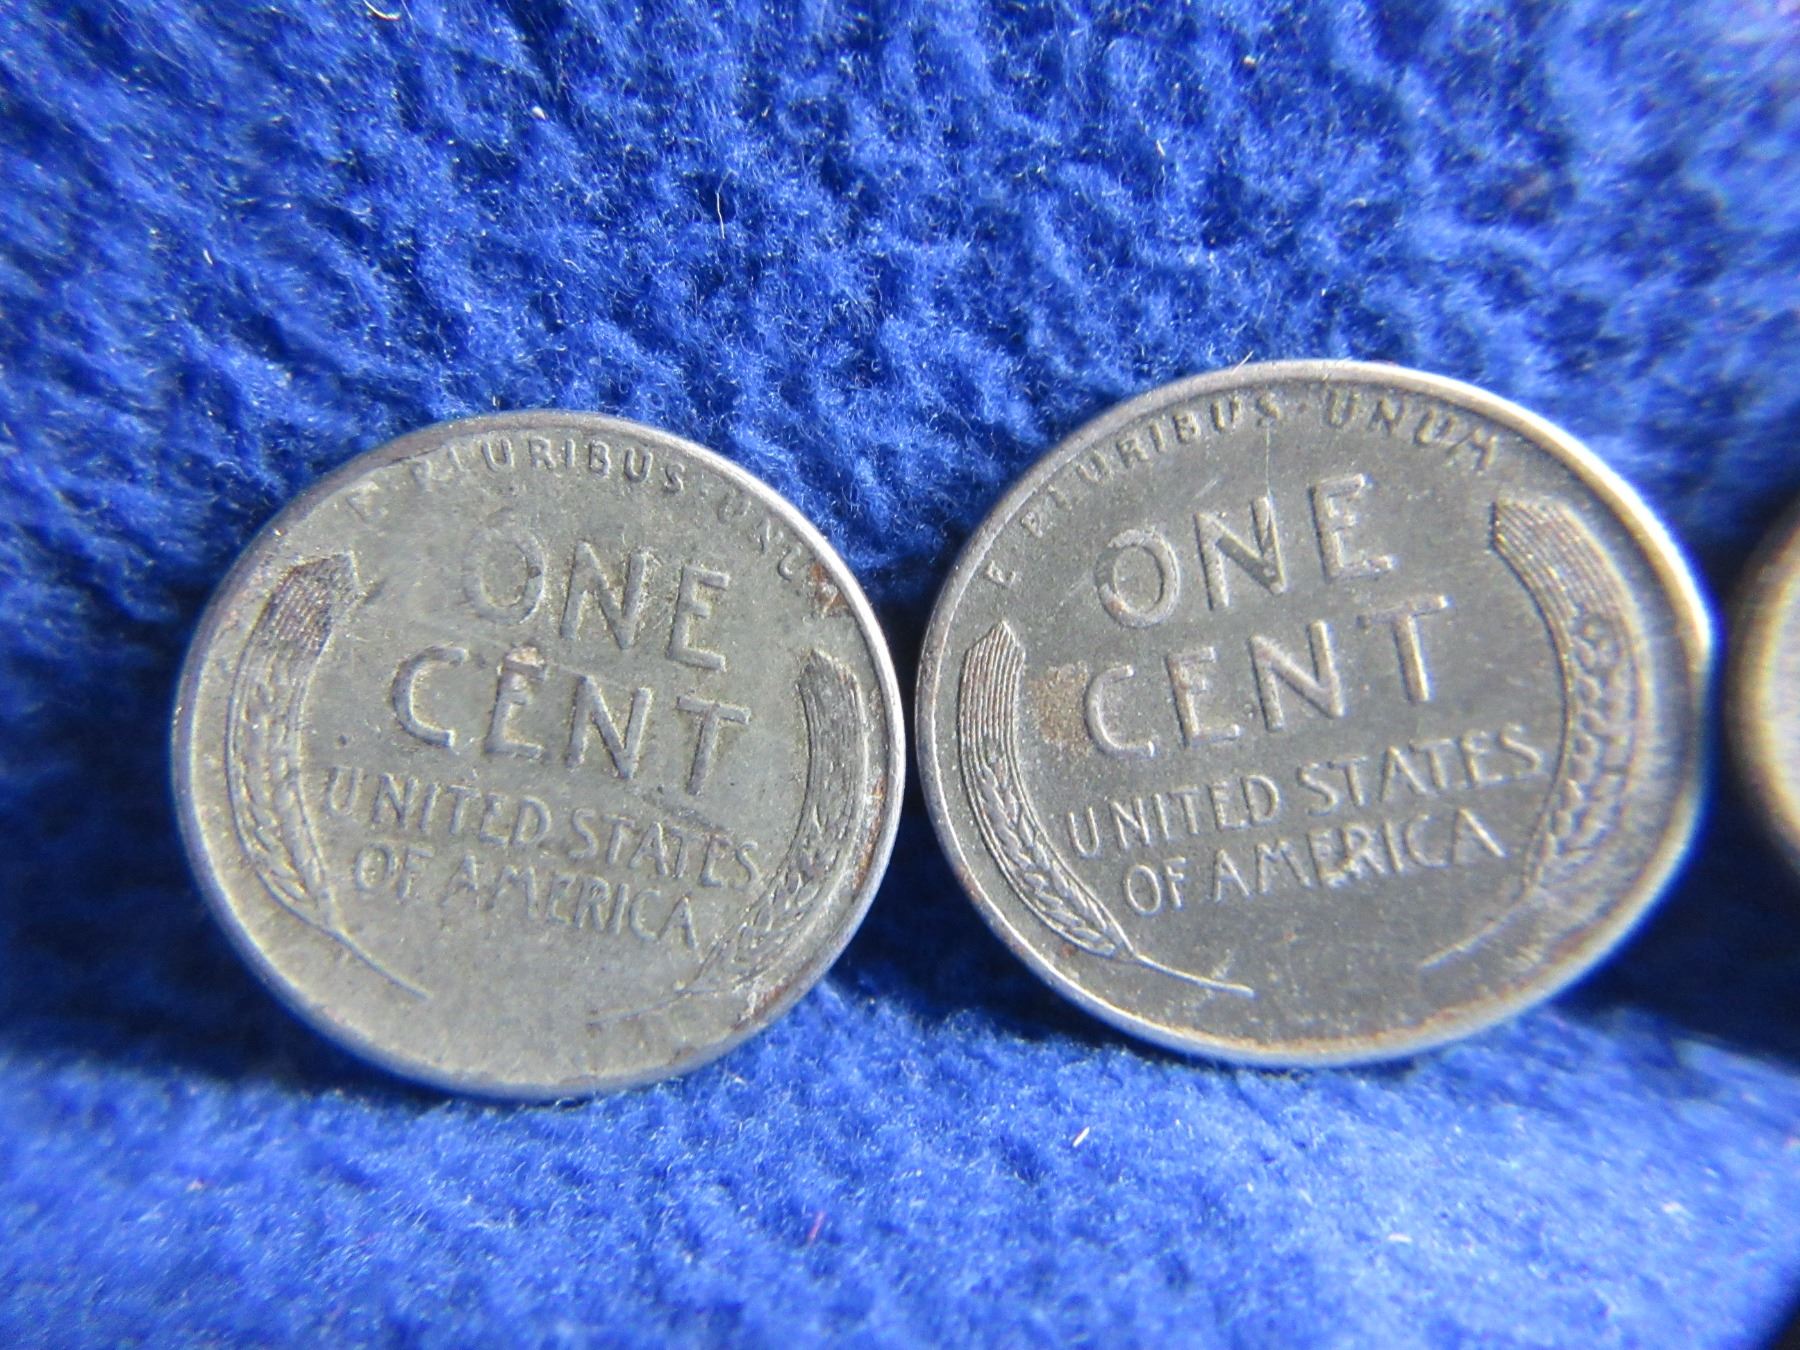 E PLURIBUS · UNUM
ONE
CENT
UNITED STATES
OF AMERICA
E PLURIBUS · UNUM
ONE
CENT
UNITED STATES
OF AMERICA